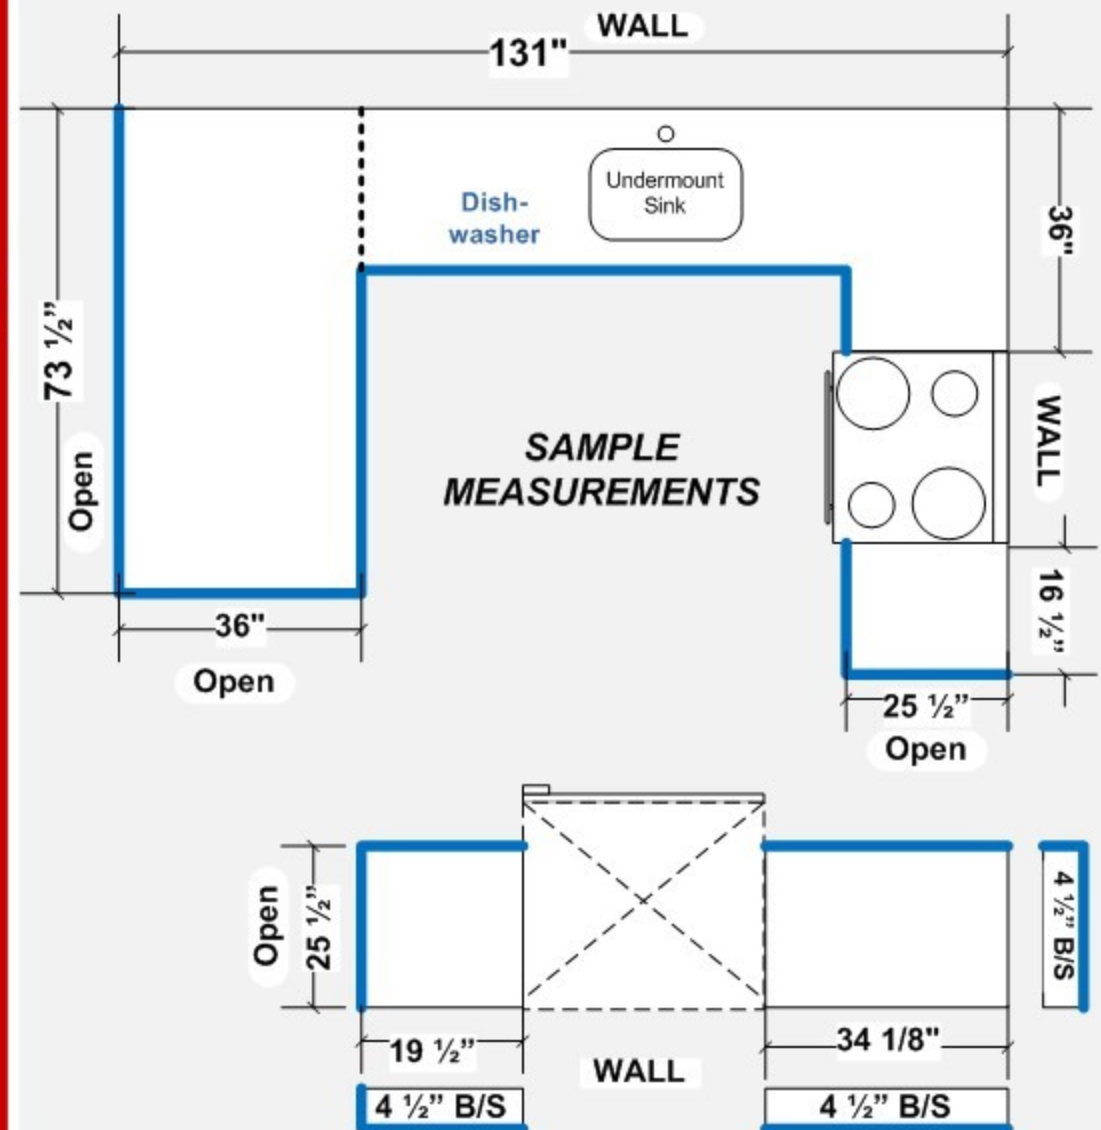 WALL
131"
Undermount
Sink
Dish-
washer
36"
73 ½”
Open
WALL
SAMPLE
MEASUREMENTS
16 ½”
36"
Open
25 ½”
Open
Open
25 ½”
4 ½” B/S
19 ½”
WALL
34 1/8"
4 ½” B/S
4 ½” B/S